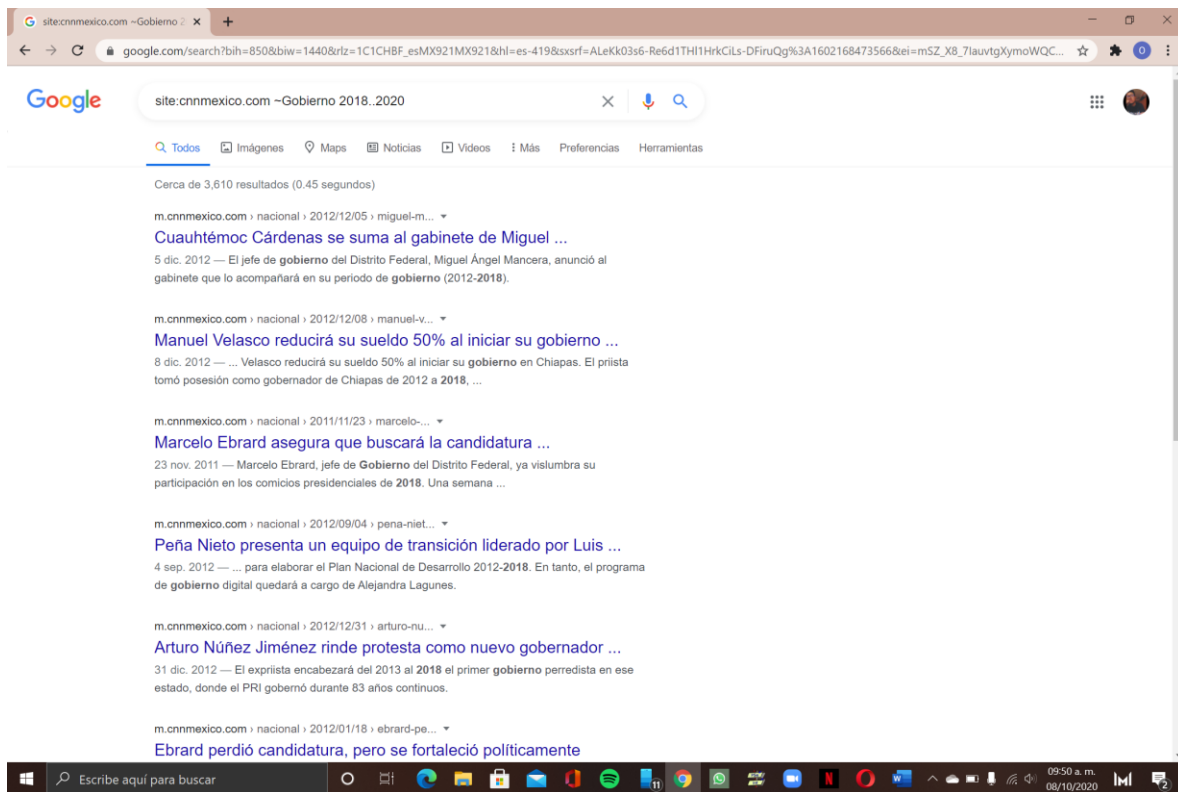 site:cnnmexico.com ~Gobierno 2
google.com/search?bih=850&biw=1440&rlz=1C1CHBF_esMX921MX921&hl=es-419&sxsrf=ALeKk03s6-Re6d1THl1HrkCiLs-DFiruQg%3A1602168473566&ei=mSZ_X8_7IauvtgXymoWQC...
Google
site:cnnmexico.com ~Gobierno 2018..2020
Todos Imágenes Maps Noticias Videos Más Preferencias Herramientas
Cerca de 3,610 resultados (0.45 segundos)
m.cnnmexico.com › nacional › 2012/12/05 › miguel-m...
Cuauhtémoc Cárdenas se suma al gabinete de Miguel ...
5 dic. 2012 — El jefe de gobierno del Distrito Federal, Miguel Ángel Mancera, anunció al
gabinete que lo acompañará en su periodo de gobierno (2012-2018).
m.cnnmexico.com › nacional › 2012/12/08 › manuel-v...
Manuel Velasco reducirá su sueldo 50% al iniciar su gobierno ...
8 dic. 2012 — ... Velasco reducirá su sueldo 50% al iniciar su gobierno en Chiapas. El priista
tomó posesión como gobernador de Chiapas de 2012 a 2018, ...
m.cnnmexico.com › nacional › 2011/11/23 › marcelo-...
Marcelo Ebrard asegura que buscará la candidatura ...
23 nov. 2011 — Marcelo Ebrard, jefe de Gobierno del Distrito Federal, ya vislumbra su
participación en los comicios presidenciales de 2018. Una semana ...
m.cnnmexico.com › nacional › 2012/09/04 › pena-niet...
Peña Nieto presenta un equipo de transición liderado por Luis ...
4 sep. 2012 — ... para elaborar el Plan Nacional de Desarrollo 2012-2018. En tanto, el programa
de gobierno digital quedará a cargo de Alejandra Lagunes.
m.cnnmexico.com › nacional › 2012/12/31 › arturo-nu...
Arturo Núñez Jiménez rinde protesta como nuevo gobernador ...
31 dic. 2012 — El expriista encabezará del 2013 al 2018 el primer gobierno perredista en ese
estado, donde el PRI gobernó durante 83 años continuos.
m.cnnmexico.com › nacional › 2012/01/18 › ebrard-pe...
Ebrard perdió candidatura, pero se fortaleció políticamente
Escribe aquí para buscar
09:50 a. m.
08/10/2020